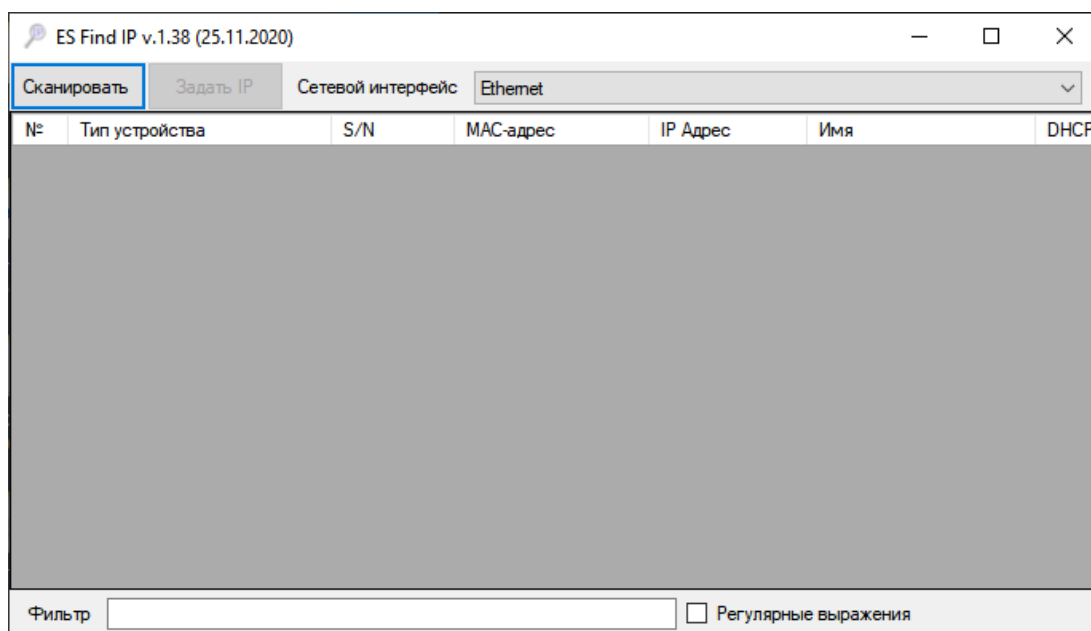 ES Find IP v.1.38 (25.11.2020)
Сканировать Задать IP Сетевой интерфейс Ethernet
№ Тип устройства S/N MAC-адрес IP Адрес Имя DHCP
Фильтр Регулярные выражения